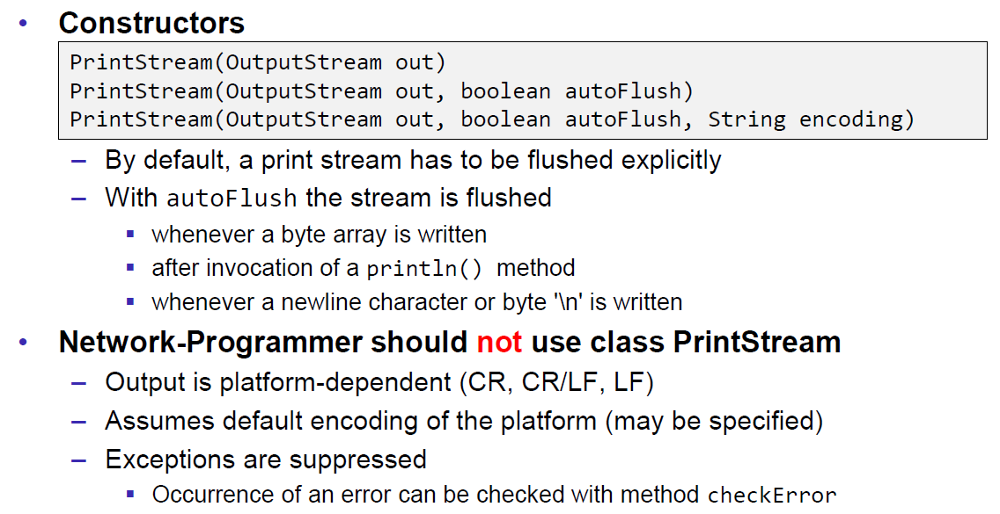 • Constructors
PrintStream(OutputStream out)
PrintStream(OutputStream out, boolean autoFlush)
PrintStream(OutputStream out, boolean autoFlush, String encoding)
– By default, a print stream has to be flushed explicitly
– With autoFlush the stream is flushed
▪ whenever a byte array is written
▪ after invocation of a println() method
▪ whenever a newline character or byte '\n' is written
• Network-Programmer should not use class PrintStream
– Output is platform-dependent (CR, CR/LF, LF)
– Assumes default encoding of the platform (may be specified)
– Exceptions are suppressed
▪ Occurrence of an error can be checked with method checkError